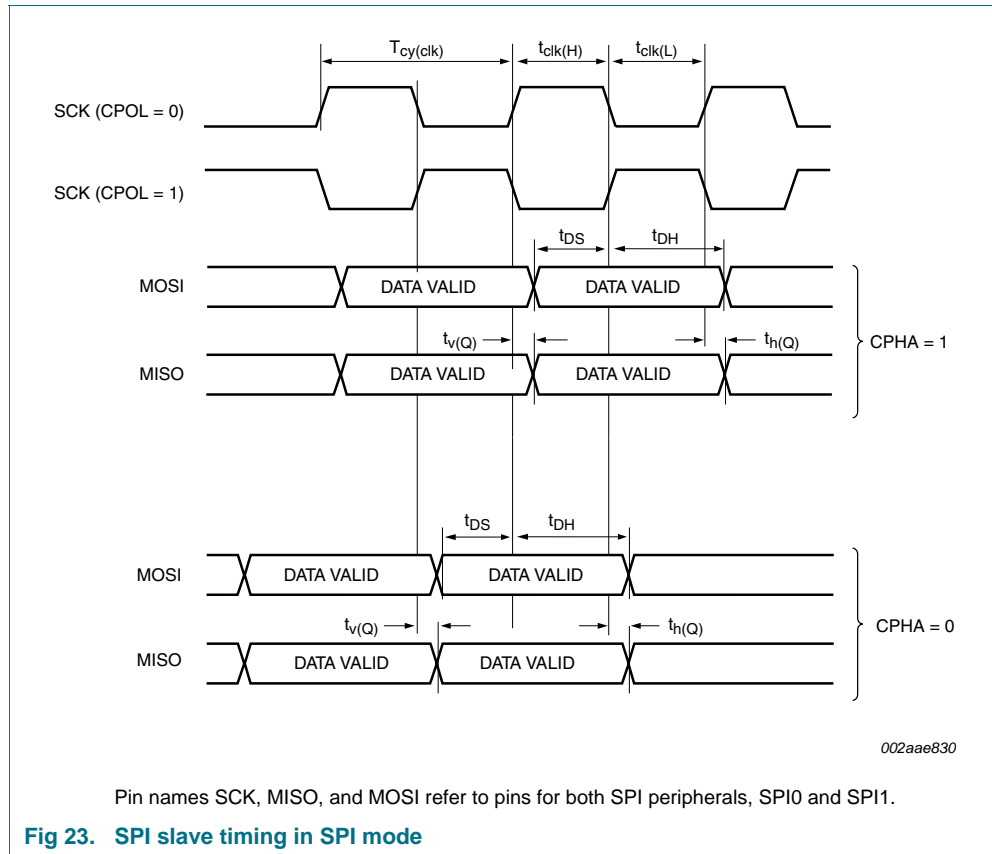 Tcy(clk) tclk(H) tclk(L)
SCK (CPOL = 0)
SCK (CPOL = 1)
tDS tDH
MOSI DATA VALID DATA VALID
tv(Q) th(Q)
CPHA = 1
MISO DATA VALID DATA VALID
tDS tDH
MOSI DATA VALID DATA VALID
tv(Q) th(Q)
CPHA = 0
MISO DATA VALID DATA VALID
002aae830
Pin names SCK, MISO, and MOSI refer to pins for both SPI peripherals, SPI0 and SPI1.
Fig 23. SPI slave timing in SPI mode